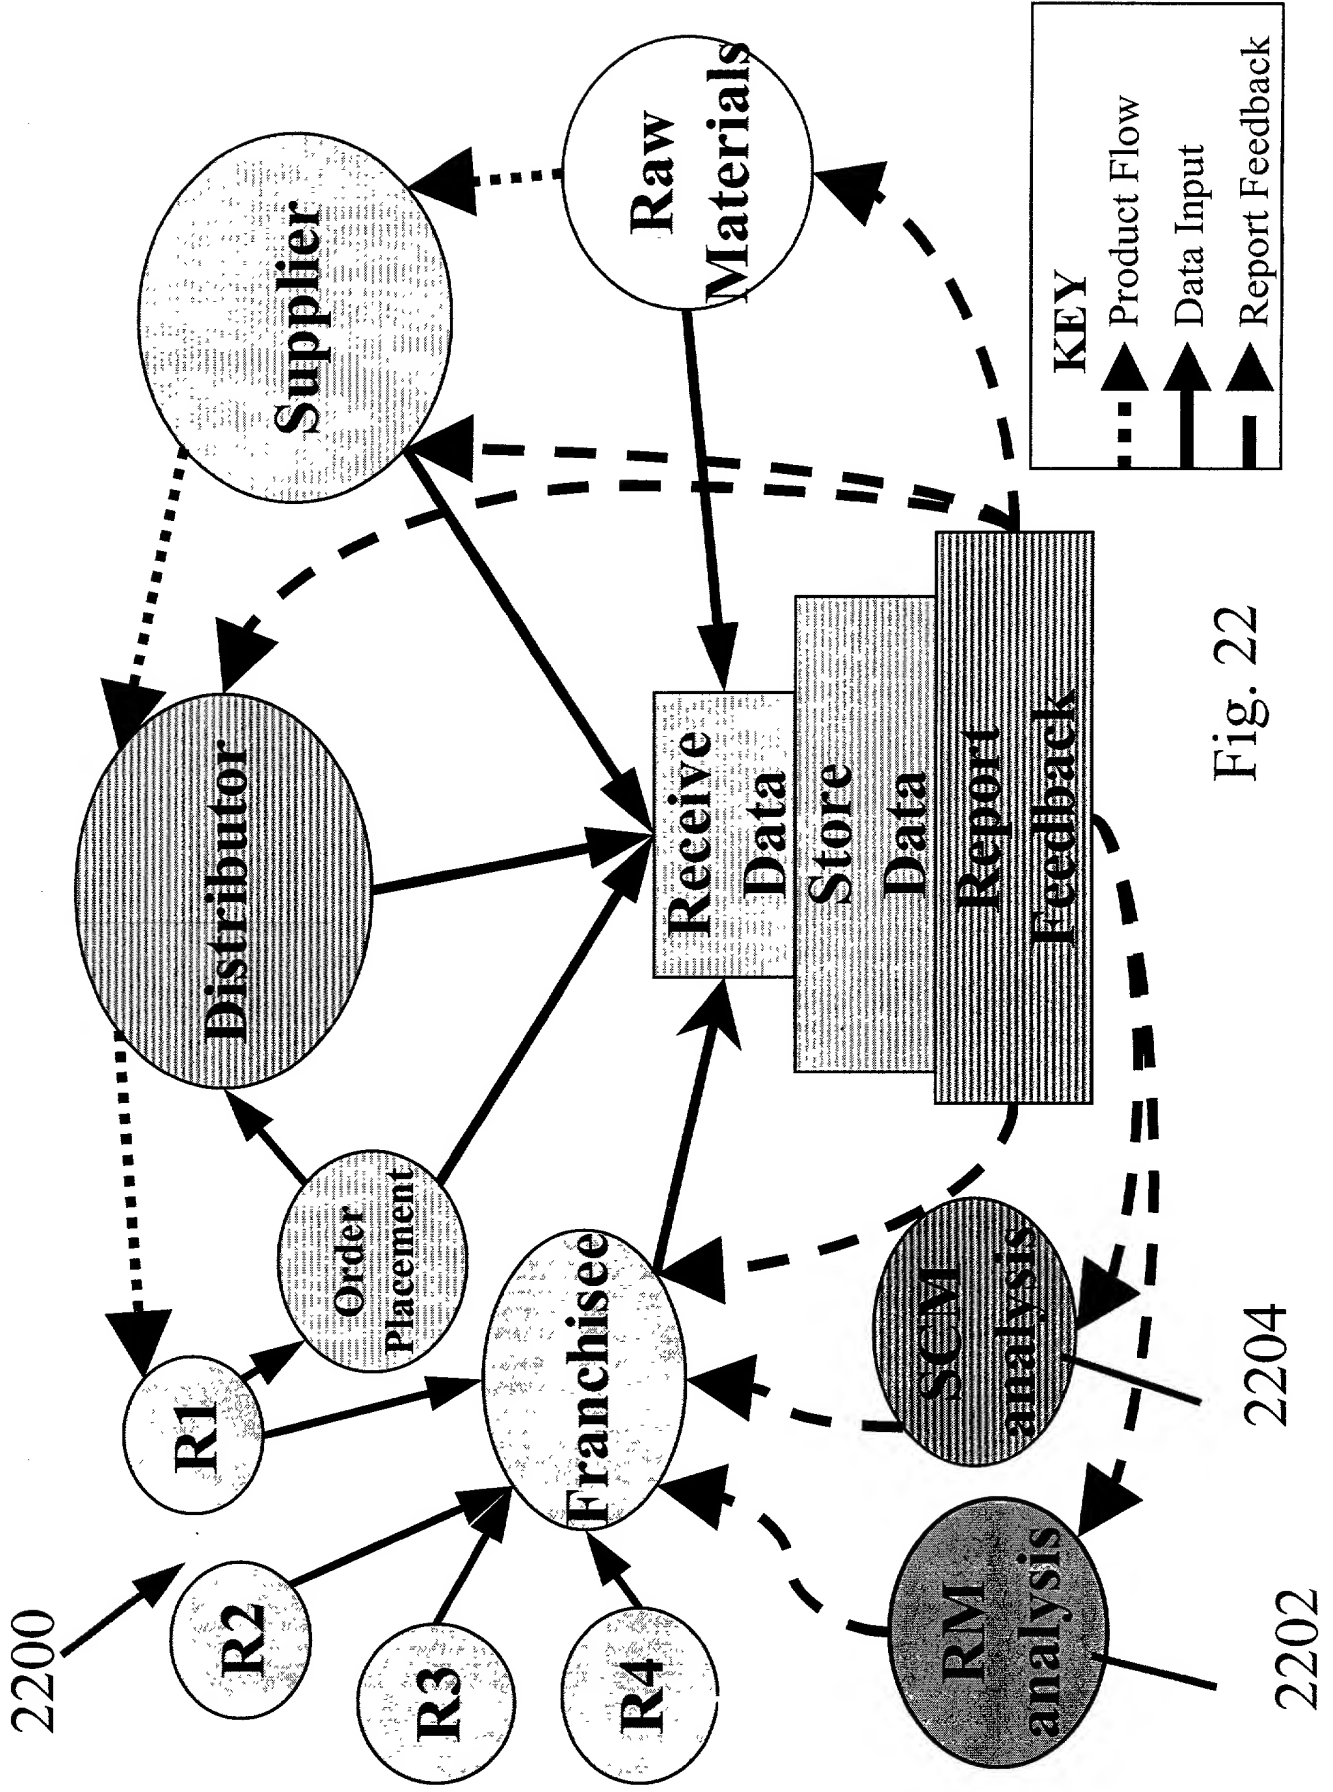 2200
R1
R2
R3
R4
Order
Placement
Distributor
Supplier
Raw
Materials
Franchisee
Receive
Data
Store
Data
Report
Feedback
SCM
analysis
RM
analysis
2202
2204
Fig. 22
KEY
Product Flow
Data Input
Report Feedback